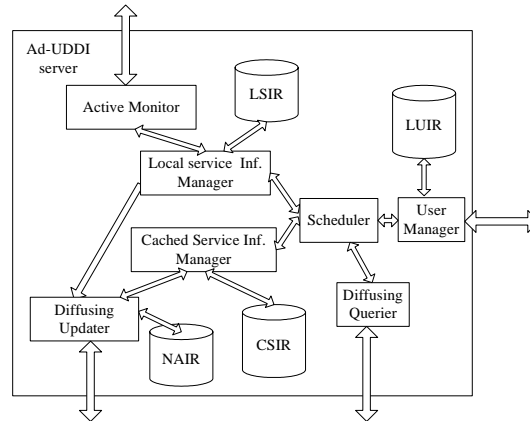 Ad-UDDI
server
Active Monitor
LSIR
LUIR
Local service Inf.
Manager
Scheduler
User
Manager
Cached Service Inf.
Manager
Diffusing
Updater
NAIR
CSIR
Diffusing
Querier